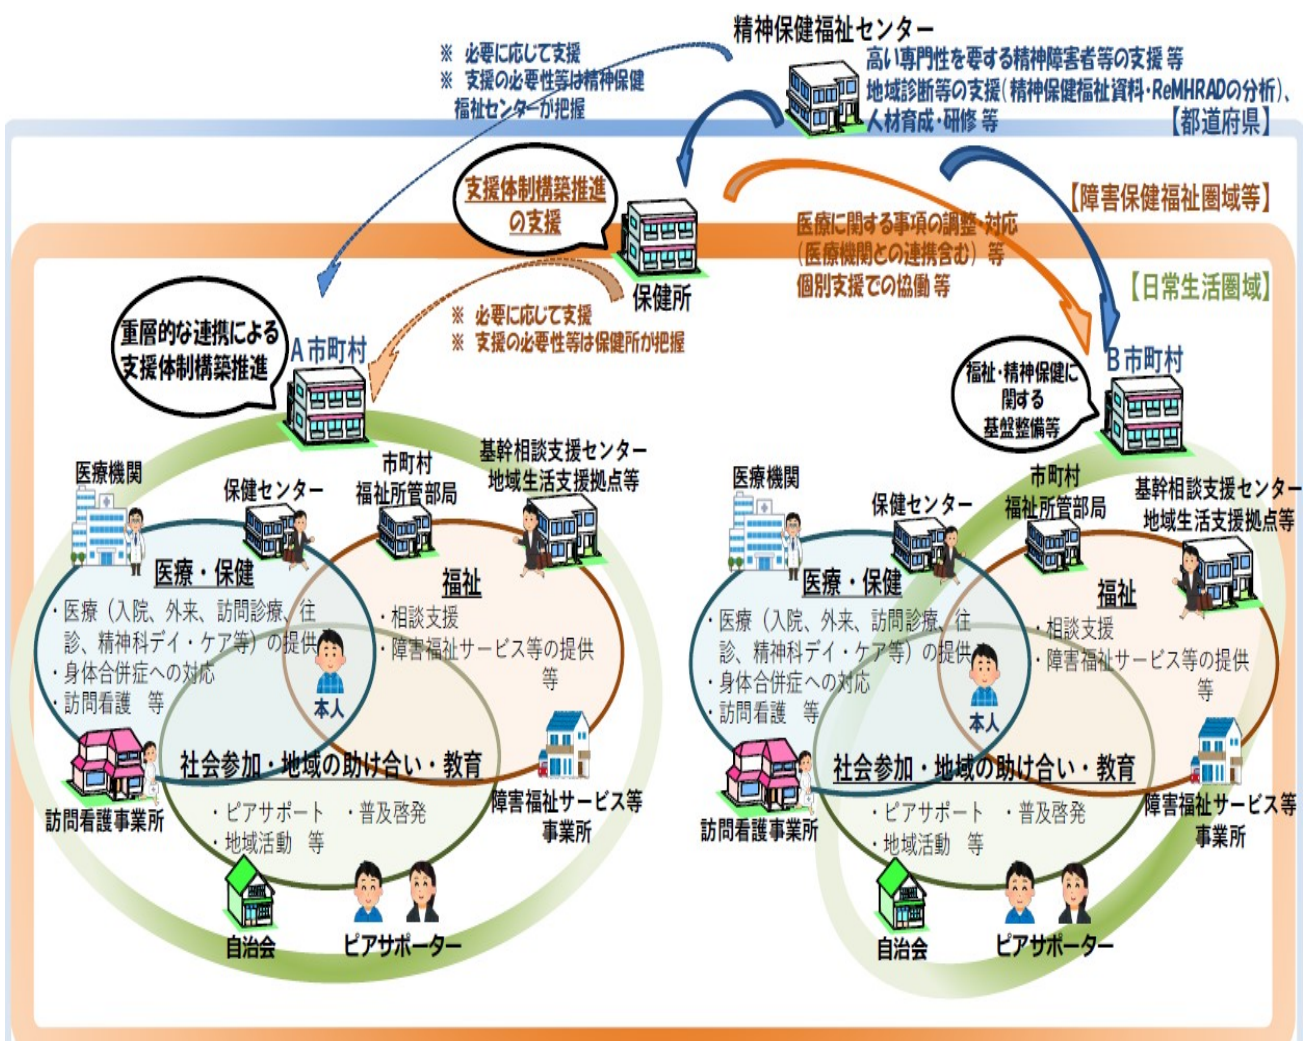 精神保健福祉センター
※ 必要に応じて支援
※ 支援の必要性等は精神保健
福祉センターが把握
高い専門性を要する精神障害者等の支援 等
地域診断等の支援(精神保健福祉資料・ReMHRADの分析)、
人材育成・研修 等
【都道府県】
支援体制構築推進
の支援
【障害保健福祉圏域等】
医療に関する事項の調整・対応
(医療機関との連携含む) 等
個別支援での協働 等
保健所
【日常生活圏域】
※ 必要に応じて支援
※ 支援の必要性等は保健所が把握
重層的な連携による
支援体制構築推進
A市町村
福祉・精神保健に
関する
基盤整備等
B市町村
医療機関
保健センター
市町村
福祉所管部局
基幹相談支援センター
地域生活支援拠点等
医療・保健
・医療（入院、外来、訪問診療、往
診、精神科デイ・ケア等）の提供
・身体合併症への対応
・訪問看護 等
福祉
・相談支援
・障害福祉サービス等の提供
等
本人
社会参加・地域の助け合い・教育
・ピアサポート ・普及啓発
・地域活動 等
訪問看護事業所
障害福祉サービス等
事業所
自治会
ピアサポーター
医療機関
保健センター
市町村
福祉所管部局
基幹相談支援センター
地域生活支援拠点等
医療・保健
・医療（入院、外来、訪問診療、往
診、精神科デイ・ケア等）の提供
・身体合併症への対応
・訪問看護 等
福祉
・相談支援
・障害福祉サービス等の提供
等
本人
社会参加・地域の助け合い・教育
・ピアサポート ・普及啓発
・地域活動 等
訪問看護事業所
障害福祉サービス等
事業所
自治会
ピアサポーター